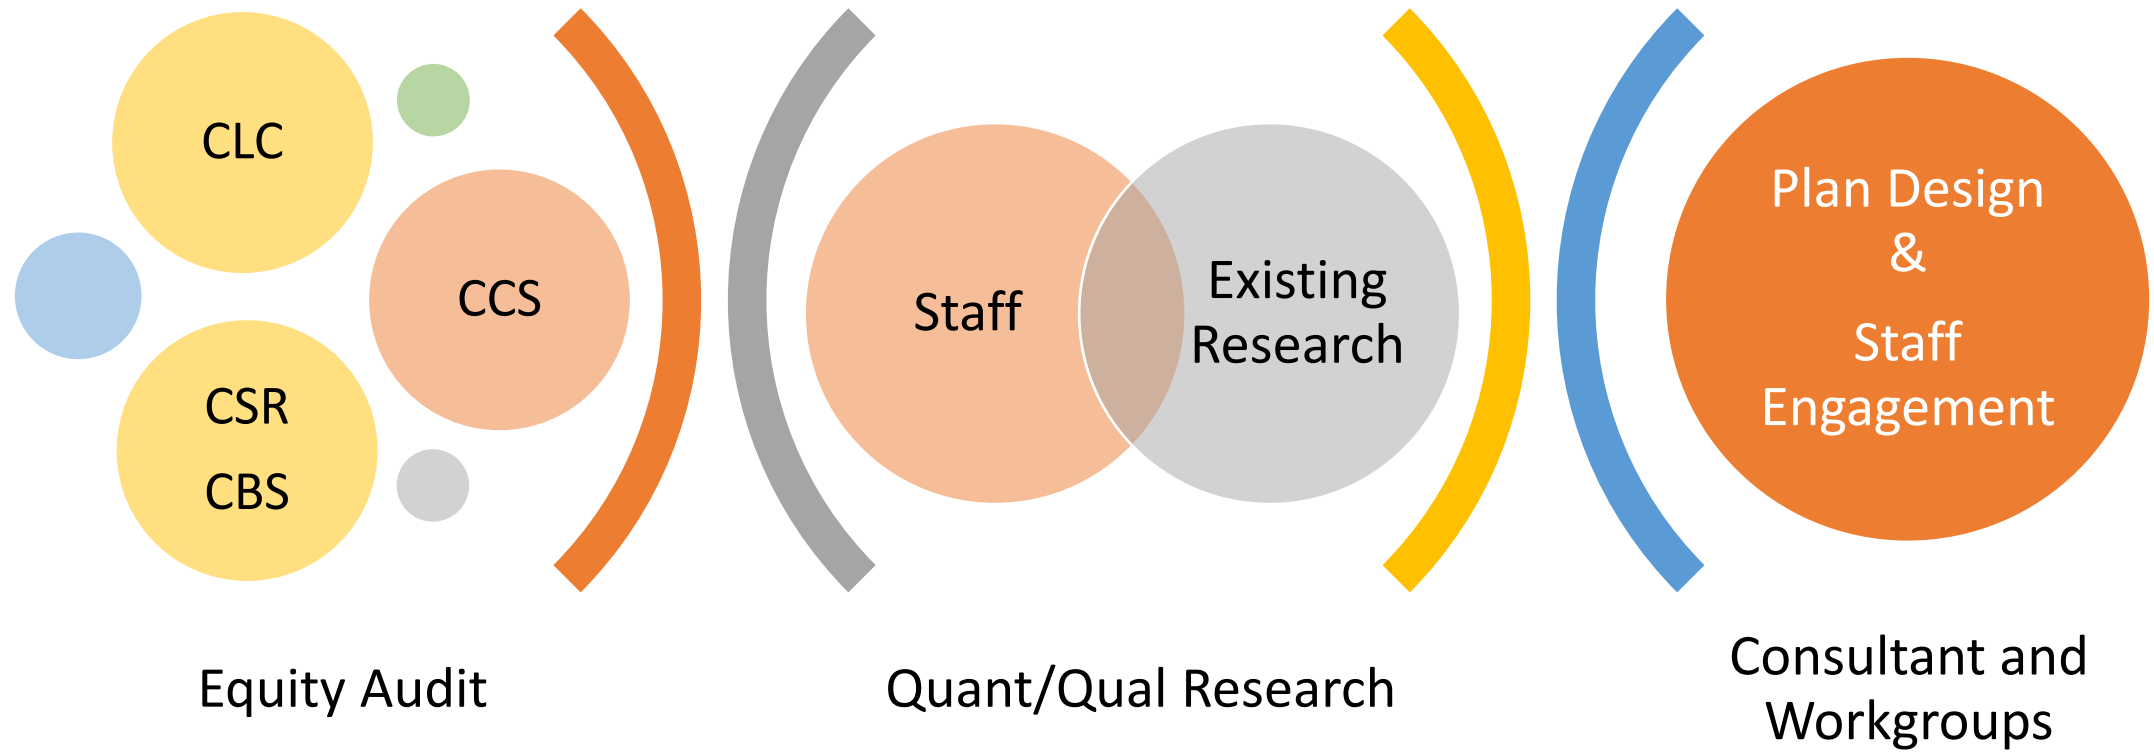 CLC
CCS
CSR
CBS
Equity Audit
Staff
Existing
Research
Quant/Qual Research
Plan Design
&
Staff
Engagement
Consultant and
Workgroups